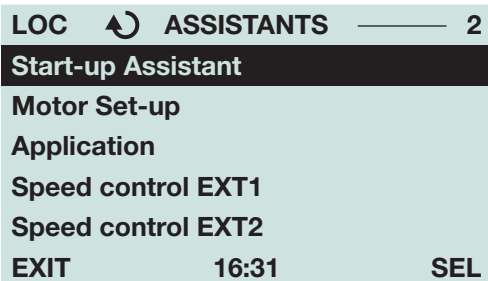 LOC ASSISTANTS 2
Start-up Assistant
Motor Set-up
Application
Speed control EXT1
Speed control EXT2
EXIT 16:31 SEL